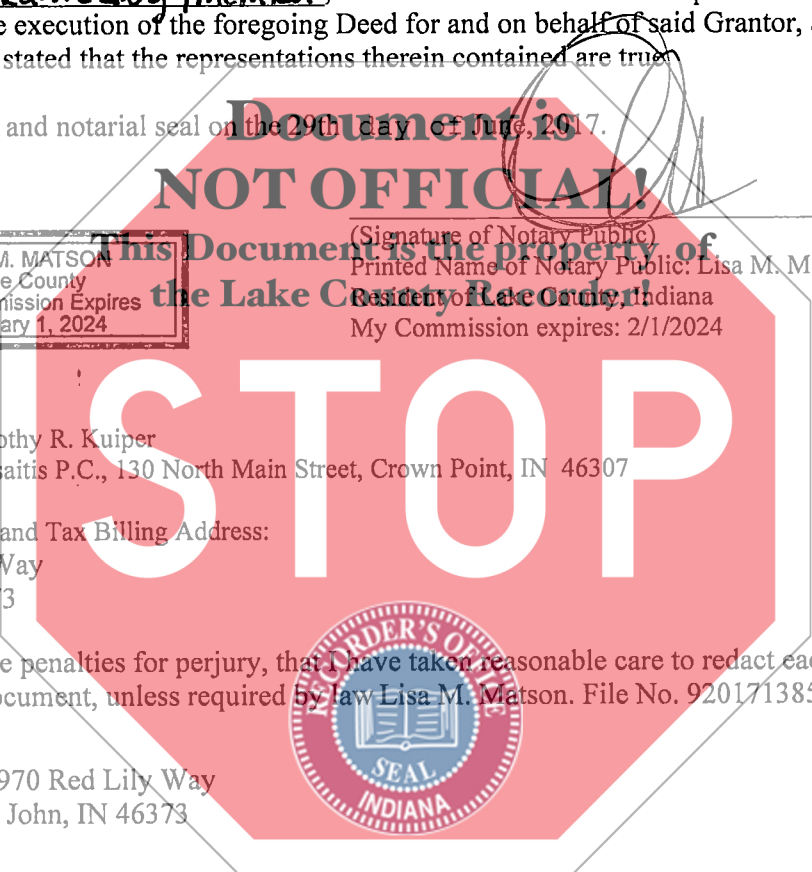 e execution of the foregoing Deed for and on behalf of said Grantor,
stated that the representations therein contained are true
and notarial seal on the 29th day of June, 2017.
Document is
NOT OFFICIAL!
This Document is the property of
the Lake County Recorder!
(Signature of Notary Public)
Printed Name of Notary Public: Lisa M. M
Resident of Lake County, Indiana
My Commission expires: 2/1/2024
M. MATSON
e County
mission Expires
ary 1, 2024
STOP
othy R. Kuiper
saitis P.C., 130 North Main Street, Crown Point, IN 46307
and Tax Billing Address:
Way
73
e penalties for perjury, that I have taken reasonable care to redact eac
ocument, unless required by law Lisa M. Matson. File No. 920171385
RECORDER'S OFFICE
SEAL
INDIANA
970 Red Lily Way
John, IN 46373